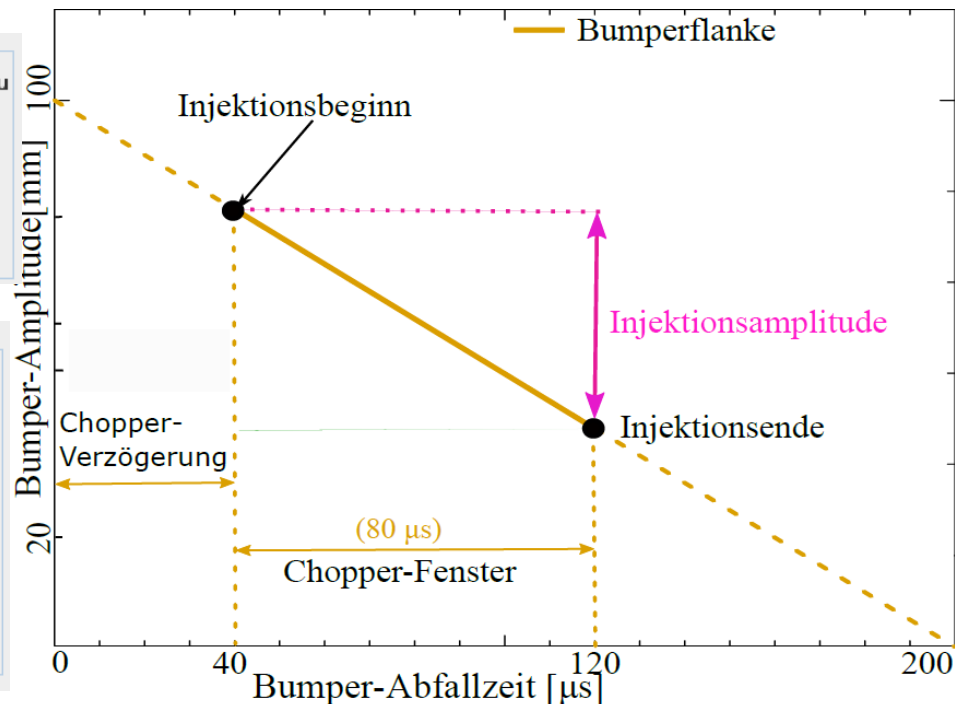 u
Bumperflanke
100
Injektionsbeginn
Bumper-Amplitude[mm]
Injektionsamplitude
Chopper-
Verzögerung
Injektionsende
20
(80 µs)
Chopper-Fenster
0 40 120 200
Bumper-Abfallzeit [µs]